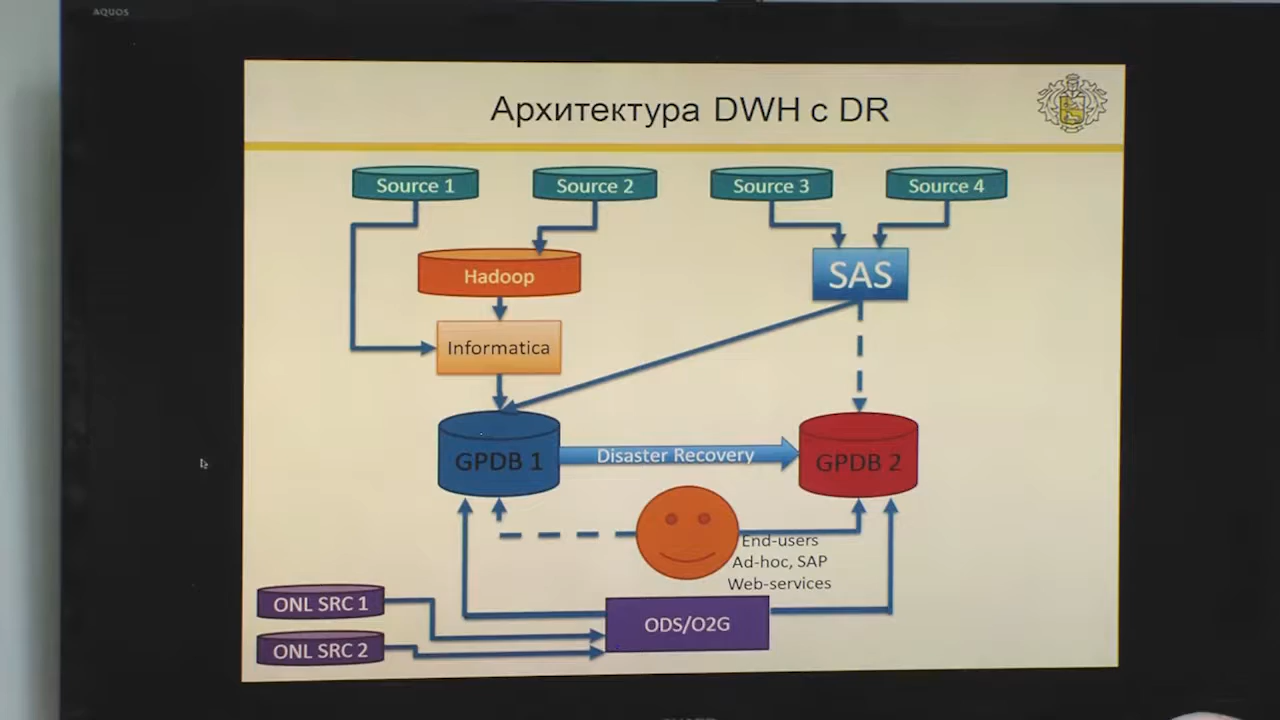 AQUOS
Архитектура DWH с DR
Source 1
Source 2
Source 3
Source 4
Hadoop
SAS
Informatica
GPDB 1
Disaster Recovery
GPDB 2
End-users
Ad-hoc, SAP
Web-services
ONL SRC 1
ODS/O2G
ONL SRC 2